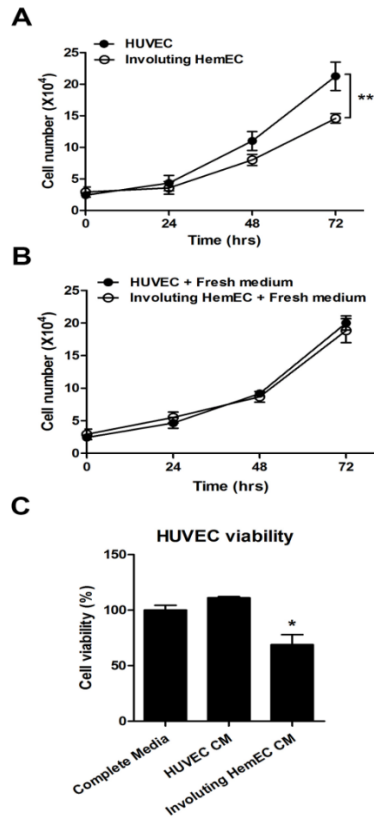 A
HUVEC
Involuting HemEC
Cell number (X10⁴)
25
20
15
10
5
0
**
0 24 48 72
Time (hrs)
B
HUVEC + Fresh medium
Involuting HemEC + Fresh medium
Cell number (X10⁴)
25
20
15
10
5
0
0 24 48 72
Time (hrs)
C
HUVEC viability
Cell viability (%)
150
100
50
0
*
Complete Media
HUVEC CM
Involuting HemEC CM